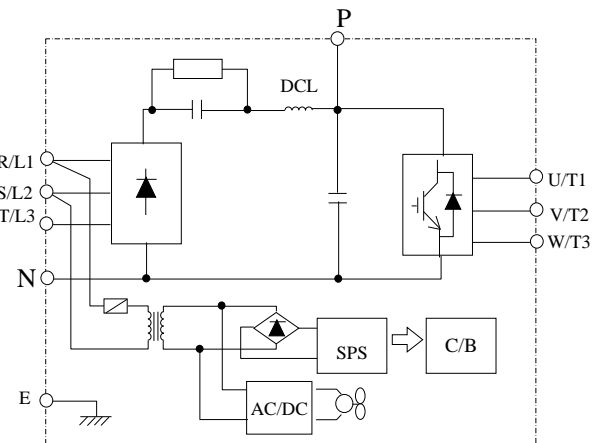 P
DCL
R/L1
S/L2
T/L3
U/T1
V/T2
W/T3
N
SPS
C/B
E
AC/DC